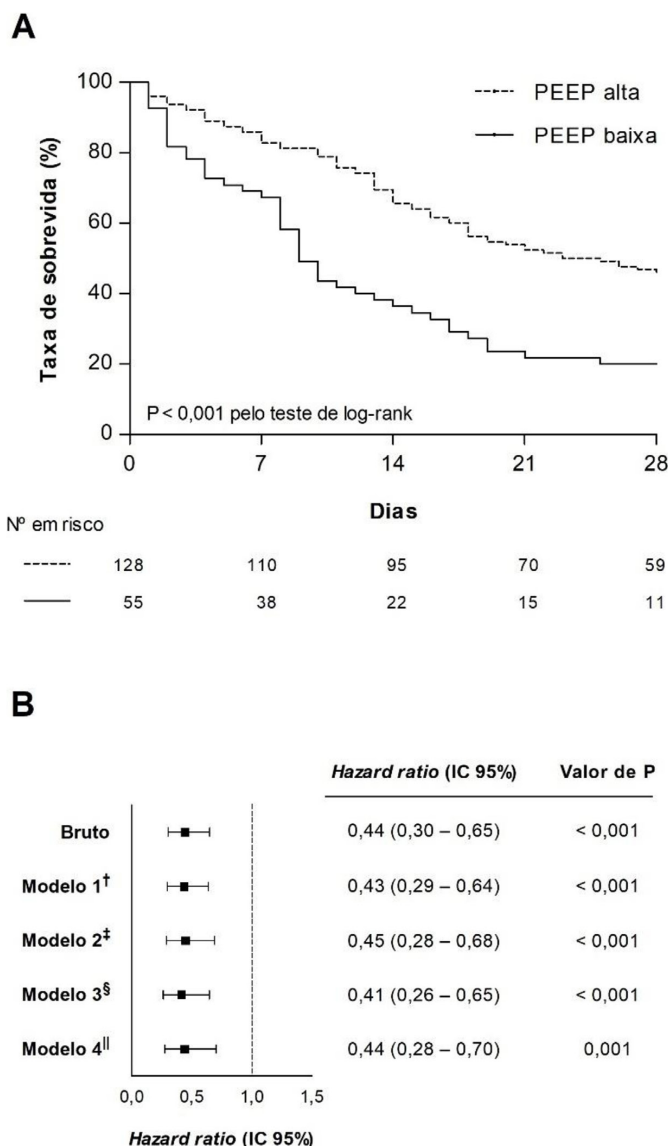 A
Taxa de sobrevida (%)
100
80
60
40
20
0
PEEP alta
PEEP baixa
P < 0,001 pelo teste de log-rank
0 7 14 21 28
Dias
Nº em risco
128 110 95 70 59
55 38 22 15 11
B
Hazard ratio (IC 95%) Valor de P
Bruto 0,44 (0,30 – 0,65) < 0,001
Modelo 1† 0,43 (0,29 – 0,64) < 0,001
Modelo 2‡ 0,45 (0,28 – 0,68) < 0,001
Modelo 3§ 0,41 (0,26 – 0,65) < 0,001
Modelo 4|| 0,44 (0,28 – 0,70) 0,001
0,0 0,5 1,0 1,5
Hazard ratio (IC 95%)